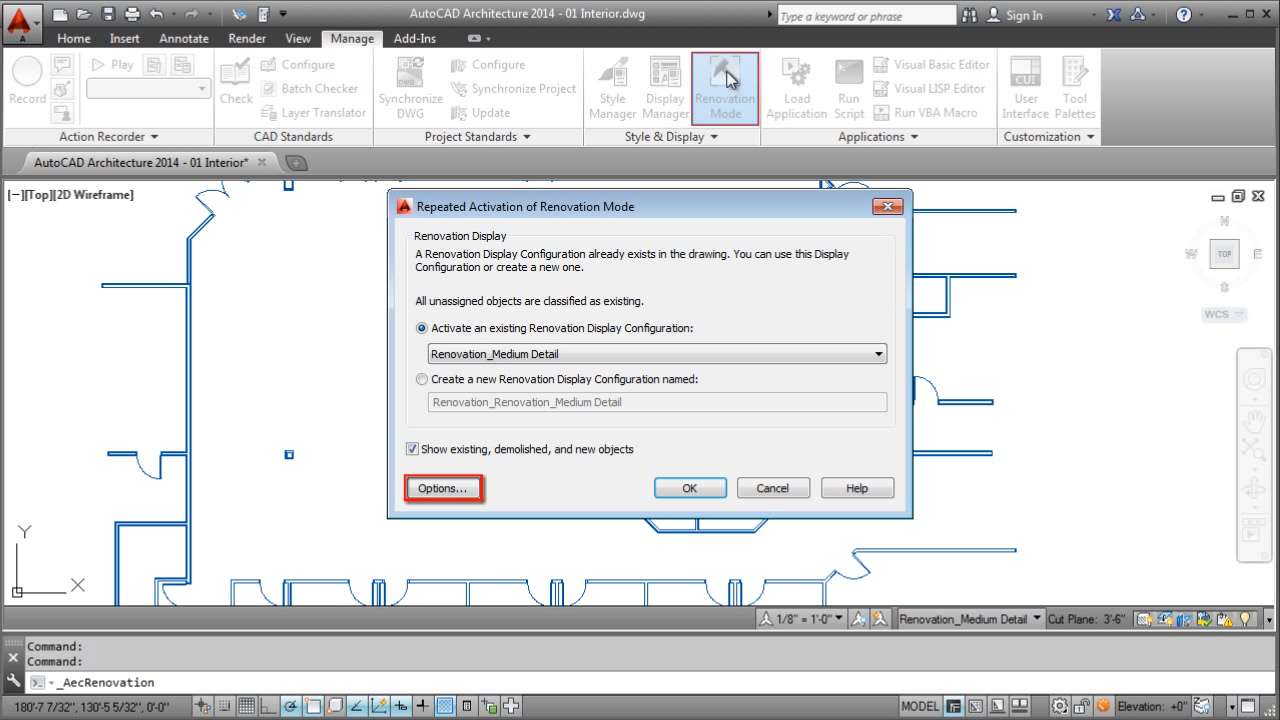 AutoCAD Architecture 2014 - 01 Interior.dwg
Type a keyword or phrase
Sign In
Home Insert Annotate Render View Manage Add-Ins
Play
Configure
Configure
Visual Basic Editor
Batch Checker
Synchronize Project
Visual LISP Editor
Record
Check
Layer Translator
Synchronize
DWG
Update
Style
Manager
Display
Manager
Renovation
Mode
Load
Application
Run
Script
Run VBA Macro
User
Interface
Tool
Palettes
Action Recorder
CAD Standards
Project Standards
Style & Display
Applications
Customization
AutoCAD Architecture 2014 - 01 Interior*
[−][Top][2D Wireframe]
N
W TOP E
S
WCS
Repeated Activation of Renovation Mode
Renovation Display
A Renovation Display Configuration already exists in the drawing. You can use this Display
Configuration or create a new one.
All unassigned objects are classified as existing.
Activate an existing Renovation Display Configuration:
Renovation_Medium Detail
Create a new Renovation Display Configuration named:
Renovation_Renovation_Medium Detail
Show existing, demolished, and new objects
Options... OK Cancel Help
Y
X
1/8" = 1'-0" Renovation_Medium Detail Cut Plane: 3'-6"
Command:
Command:
_AecRenovation
180'-7 7/32", 130'-5 5/32", 0'-0" MODEL Elevation: +0"